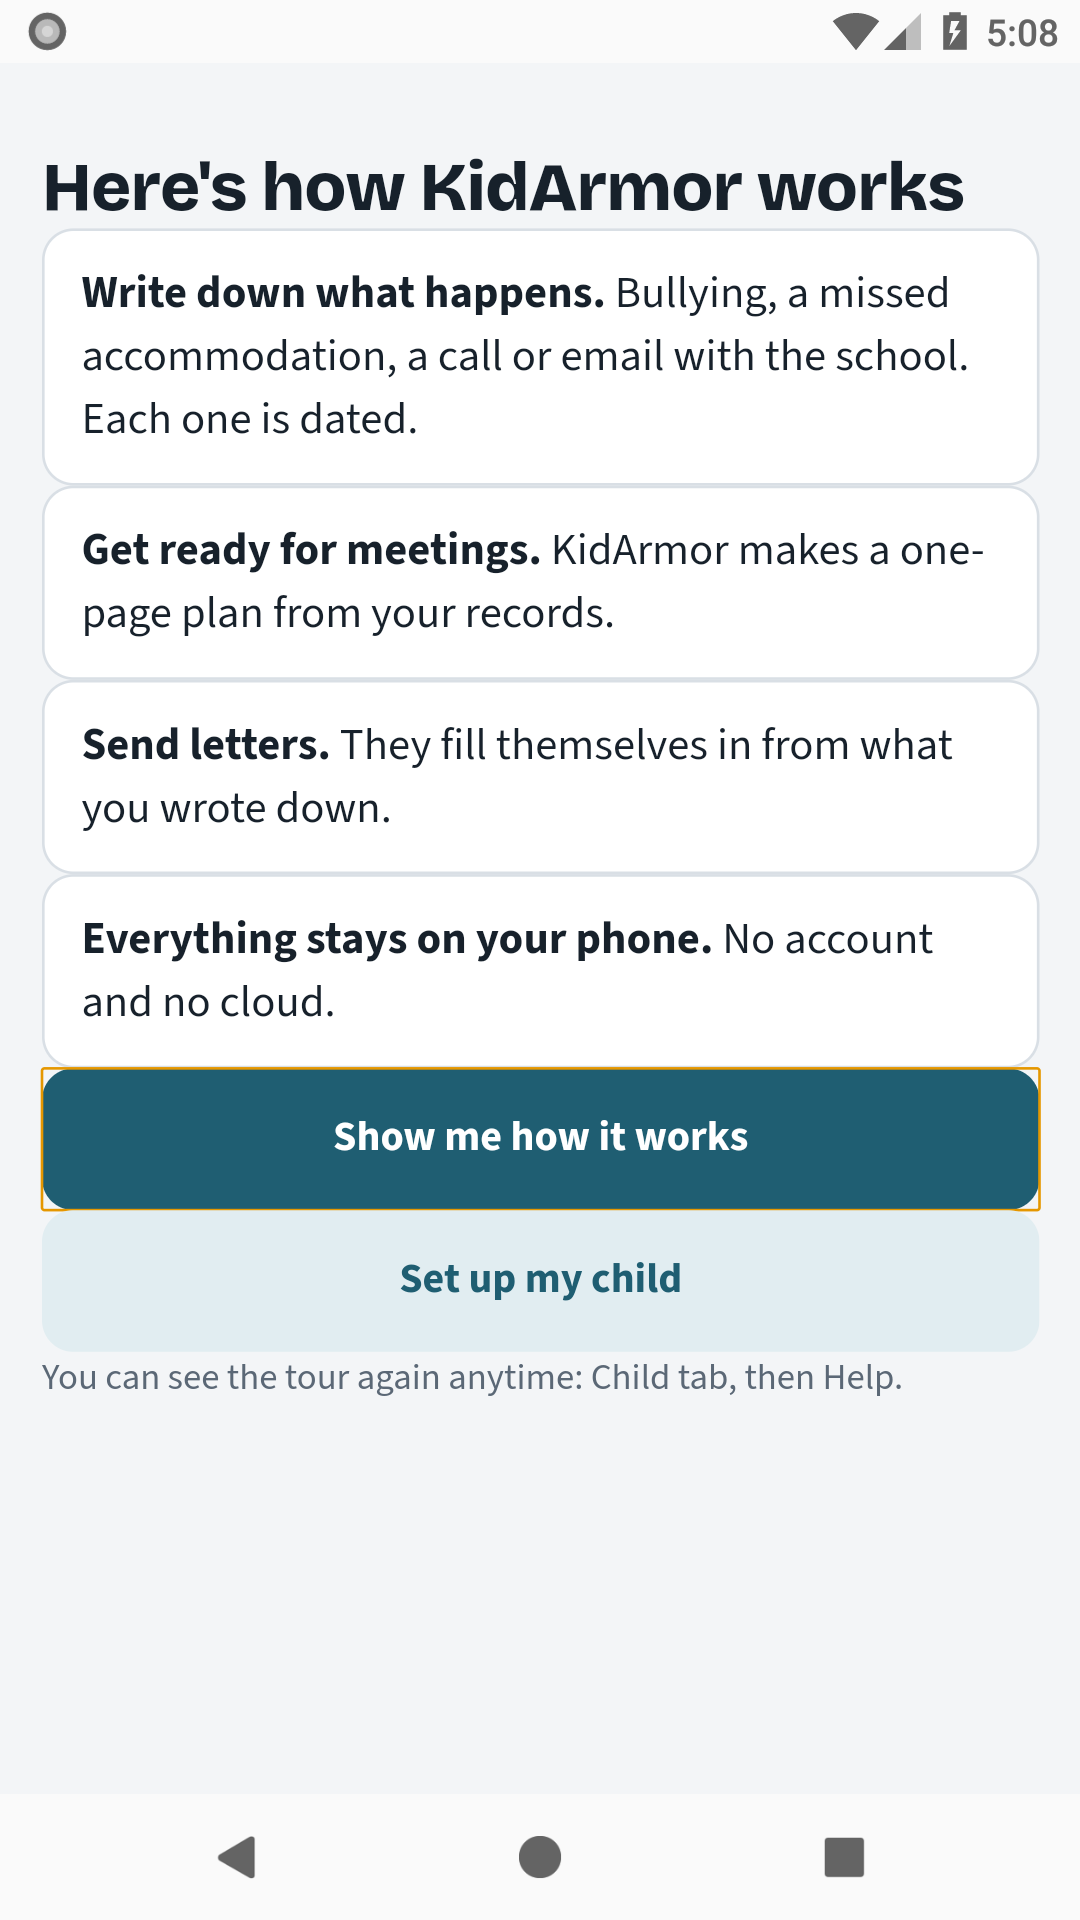 5:08
Here's how KidArmor works
Write down what happens. Bullying, a missed
accommodation, a call or email with the school.
Each one is dated.
Get ready for meetings. KidArmor makes a one-
page plan from your records.
Send letters. They fill themselves in from what
you wrote down.
Everything stays on your phone. No account
and no cloud.
Show me how it works
Set up my child
You can see the tour again anytime: Child tab, then Help.